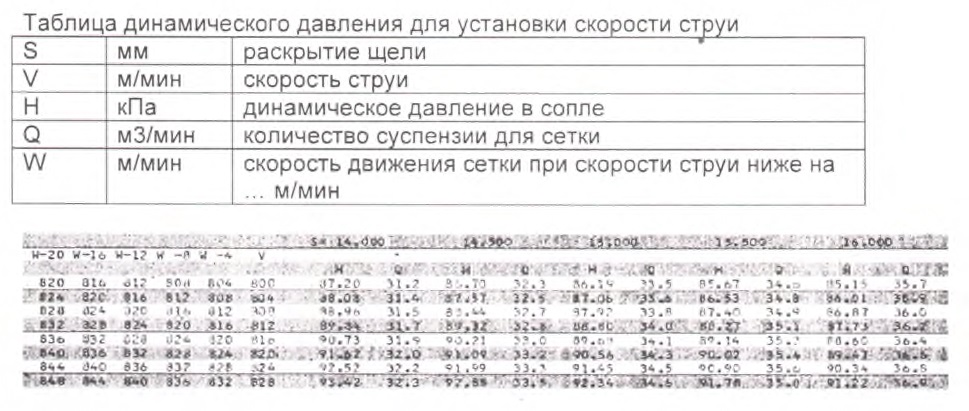 Таблица динамического давления для установки скорости струи
S мм раскрытие щели
V м/мин скорость струи
H кПа динамическое давление в сопле
Q м3/мин количество суспензии для сетки
W м/мин скорость движения сетки при скорости струи ниже на
... м/мин
S= 14.000 14.500 15.000 15.500 16.000
W-20 W-16 W-12 W -8 W -4 V
H Q H Q H Q H Q H Q
820 816 812 808 804 800 87.20 31.2 86.70 32.3 86.19 33.5 85.67 34.6 85.15 35.7
824 820 816 812 808 804 88.08 31.4 87.57 32.5 87.06 33.6 86.53 34.8 86.01 35.9
828 824 820 816 812 808 88.96 31.5 88.44 32.7 87.92 33.8 87.40 34.9 86.87 36.0
832 828 824 820 816 812 89.84 31.7 89.32 32.8 88.80 34.0 88.27 35.1 87.73 36.2
836 832 828 824 820 816 90.73 31.9 90.21 33.0 89.69 34.1 89.14 35.3 88.60 36.4
840 836 832 828 824 820 91.62 32.0 91.09 33.2 90.56 34.3 90.02 35.4 89.47 36.6
844 840 836 832 828 824 92.52 32.2 91.99 33.3 91.45 34.5 90.90 35.6 90.34 36.8
848 844 840 836 832 828 93.42 32.3 92.88 33.5 92.34 34.6 91.78 35.8 91.22 36.9